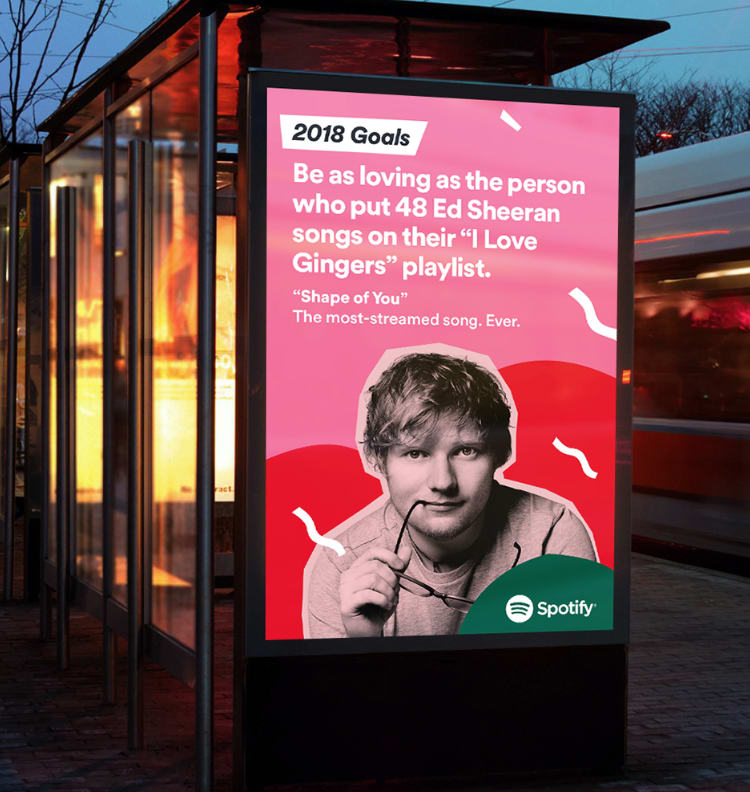 2018 Goals
Be as loving as the person
who put 48 Ed Sheeran
songs on their “I Love
Gingers” playlist.
“Shape of You”
The most-streamed song. Ever.
Spotify